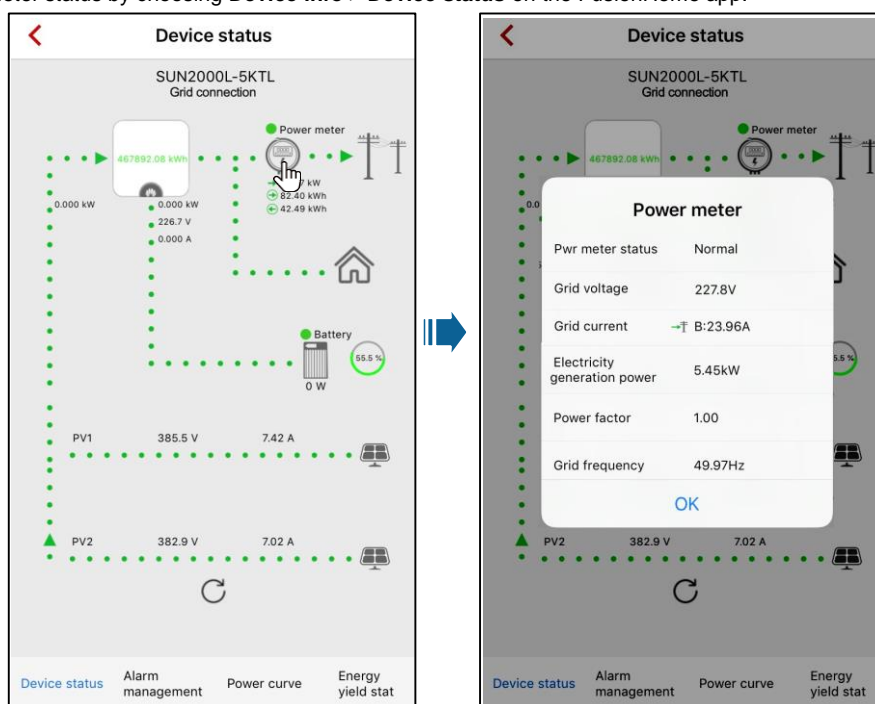 Device status
SUN2000L-5KTL
Grid connection
Power meter
467892.08 kWh
kW
82.40 kWh
42.49 kWh
0.000 kW
0.000 kW
226.7 V
0.000 A
Battery
55.5 %
0 W
PV1 385.5 V 7.42 A
PV2 382.9 V 7.02 A
Device status
Alarm management
Power curve
Energy yield stat
Device status
SUN2000L-5KTL
Grid connection
Power meter
467892.08 kWh
Power meter
Pwr meter status Normal
Grid voltage 227.8V
Grid current B:23.96A
Electricity
generation power 5.45kW
Power factor 1.00
Grid frequency 49.97Hz
OK
PV2 382.9 V 7.02 A
Device status
Alarm management
Power curve
Energy yield stat